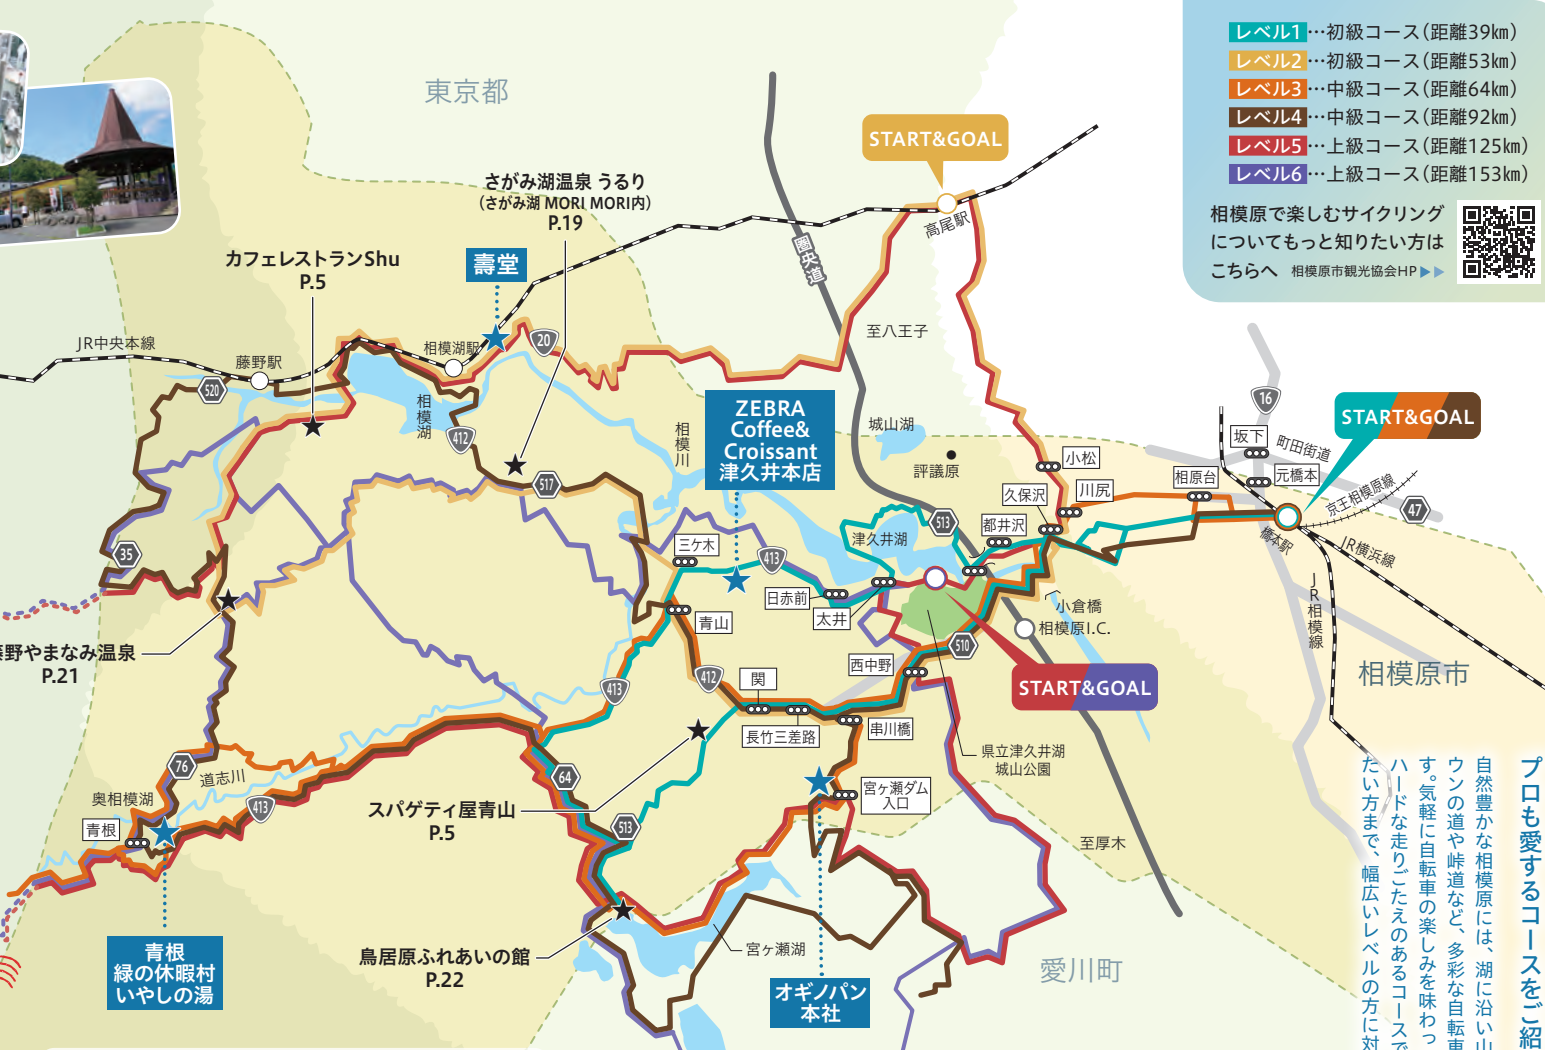 レベル1…初級コース(距離39㎞)
レベル2…初級コース(距離53㎞)
レベル3…中級コース(距離64㎞)
レベル4…中級コース(距離92㎞)
レベル5…上級コース(距離125㎞)
レベル6…上級コース(距離153㎞)
相模原で楽しむサイクリング
についてもっと知りたい方は
こちらへ 相模原市観光協会HP▶▶
東京都
START&GOAL
高尾駅
圏央道
さがみ湖温泉 うるり
(さがみ湖 MORI MORI内)
P.19
壽堂
カフェレストランShu
P.5
JR中央本線
藤野駅
相模湖駅
20
520
相模湖
412
517
相模川
至八王子
ZEBRA
Coffee&
Croissant
津久井本店
城山湖
評議原
小松
久保沢
川尻
相原台
坂下
16
町田街道
元橋本
START&GOAL
京王相模原線
47
橋本駅
JR横浜線
JR相模線
513
都井沢
津久井湖
三ケ木
413
日赤前
太井
青山
小倉橋
相模原I.C.
510
西中野
START&GOAL
相模原市
35
野やまなみ温泉
P.21
413
412
関
長竹三差路
串川橋
県立津久井湖
城山公園
76
道志川
奥相模湖
青根
413
64
スパゲティ屋青山
P.5
513
宮ヶ瀬ダム
入口
至厚木
青根
緑の休暇村
いやしの湯
鳥居原ふれあいの館
P.22
宮ヶ瀬湖
オギノパン
本社
愛川町
プロも愛するコースをご紹
自然豊かな相模原には、湖に沿い山
ウンの道や峠道など、多彩な自転車
す。気軽に自転車の楽しみを味わっ
ハードな走りごたえのあるコースで
たい方まで、幅広いレベルの方に対